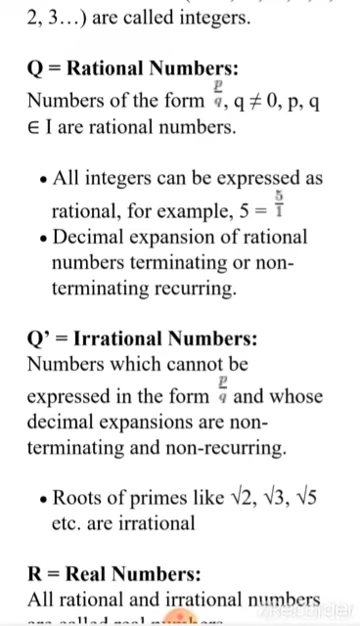 2, 3…) are called integers.
Q = Rational Numbers:
Numbers of the form p/q, q ≠ 0, p, q
∈ I are rational numbers.
• All integers can be expressed as
rational, for example, 5 = 5/1
• Decimal expansion of rational
numbers terminating or non-
terminating recurring.
Q’ = Irrational Numbers:
Numbers which cannot be
expressed in the form p/q and whose
decimal expansions are non-
terminating and non-recurring.
• Roots of primes like √2, √3, √5
etc. are irrational
R = Real Numbers:
All rational and irrational numbers